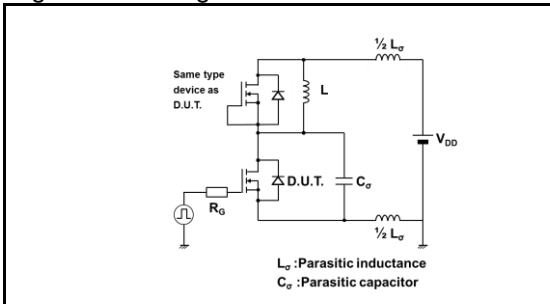 ½ Lσ
Same type
device as
D.U.T.
L
VDD
D.U.T.
Cσ
RG
½ Lσ
Lσ :Parasitic inductance
Cσ :Parasitic capacitor